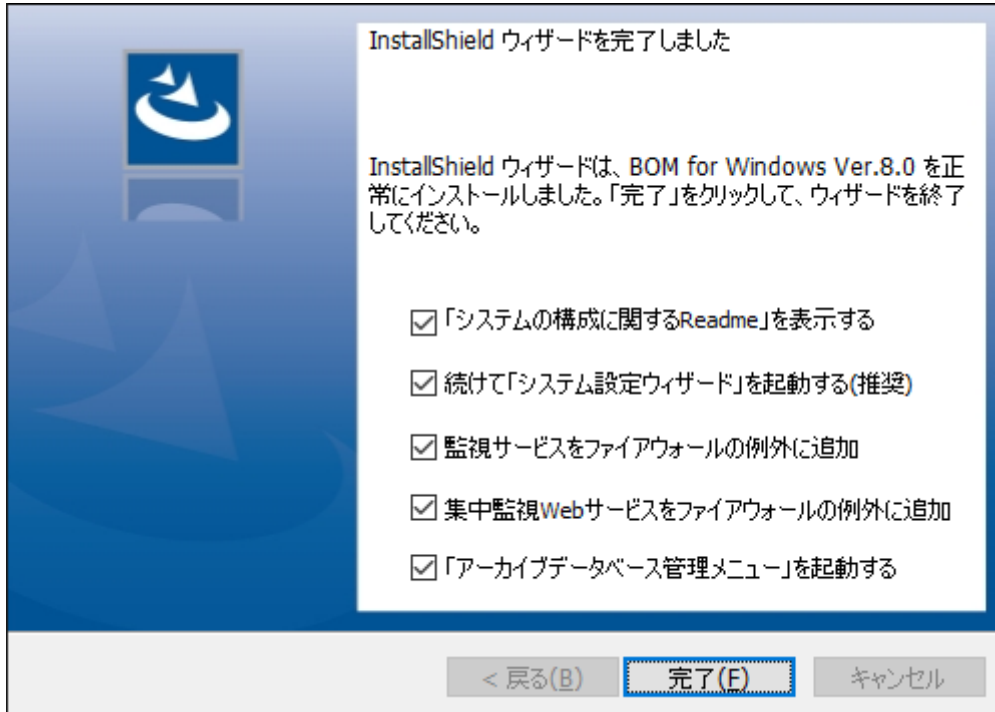 InstallShield ウィザードを完了しました
InstallShield ウィザードは、BOM for Windows Ver.8.0 を正
常にインストールしました。「完了」をクリックして、ウィザードを終了
してください。
「システムの構成に関するReadme」を表示する
続けて「システム設定ウィザード」を起動する(推奨)
監視サービスをファイアウォールの例外に追加
集中監視Webサービスをファイアウォールの例外に追加
「アーカイブデータベース管理メニュー」を起動する
< 戻る(B)
完了(F)
キャンセル